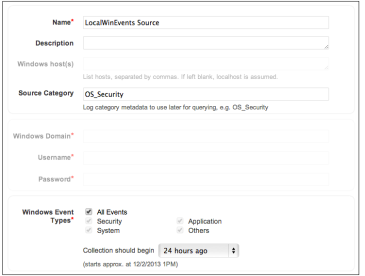 Name* LocalWinEvents Source
Description
Windows host(s)
List hosts, separated by commas. If left blank, localhost is assumed.
Source Category OS_Security
Log category metadata to use later for querying, e.g. OS_Security
Windows Domain*
Username*
Password*
Windows Event Types* All Events
Security Application
System Others
Collection should begin 24 hours ago
(starts approx. at 12/2/2013 1PM)